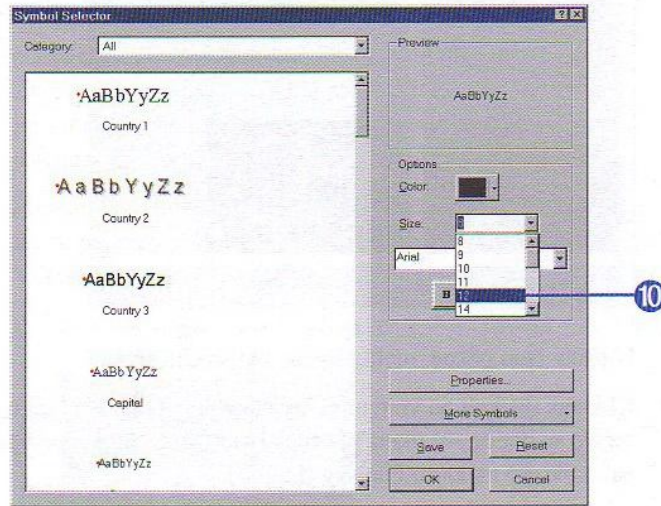 Symbol Selector
Category: All
AaBbYyZz
Country 1
AaBbYyZz
Country 2
AaBbYyZz
Country 3
AaBbYyZz
Capital
AaBbYyZz
Preview
AaBbYyZz
Options
Color:
Size:
8
9
10
11
12
14
Arial
B
Properties...
More Symbols
Save Reset
OK Cancel
10